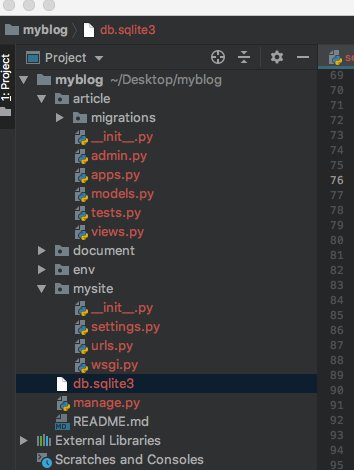 myblog db.sqlite3
1: Project
Project
myblog ~/Desktop/myblog
article
migrations
__init__.py
admin.py
apps.py
models.py
tests.py
views.py
document
env
mysite
__init__.py
settings.py
urls.py
wsgi.py
db.sqlite3
manage.py
MD README.md
External Libraries
Scratches and Consoles
69
70
71
72
73
74
75
76
77
78
79
80
81
82
83
84
85
86
87
88
89
90
91
92
93
94
95